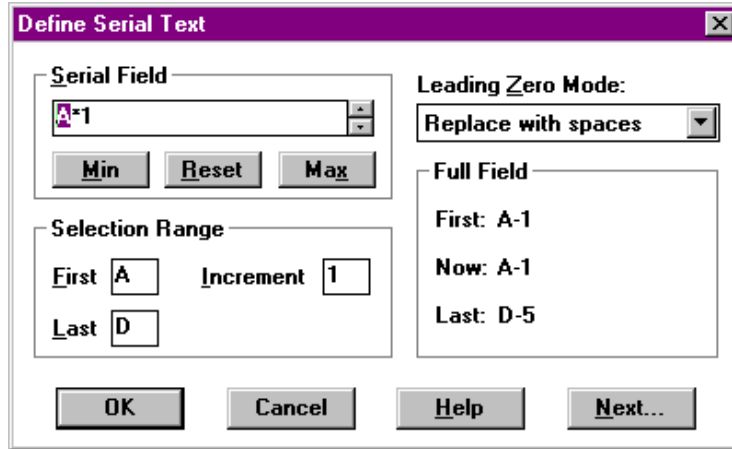 Define Serial Text
Serial Field
A*1
Min Reset Max
Selection Range
First A Increment 1
Last D
Leading Zero Mode:
Replace with spaces
Full Field
First: A-1
Now: A-1
Last: D-5
OK Cancel Help Next...